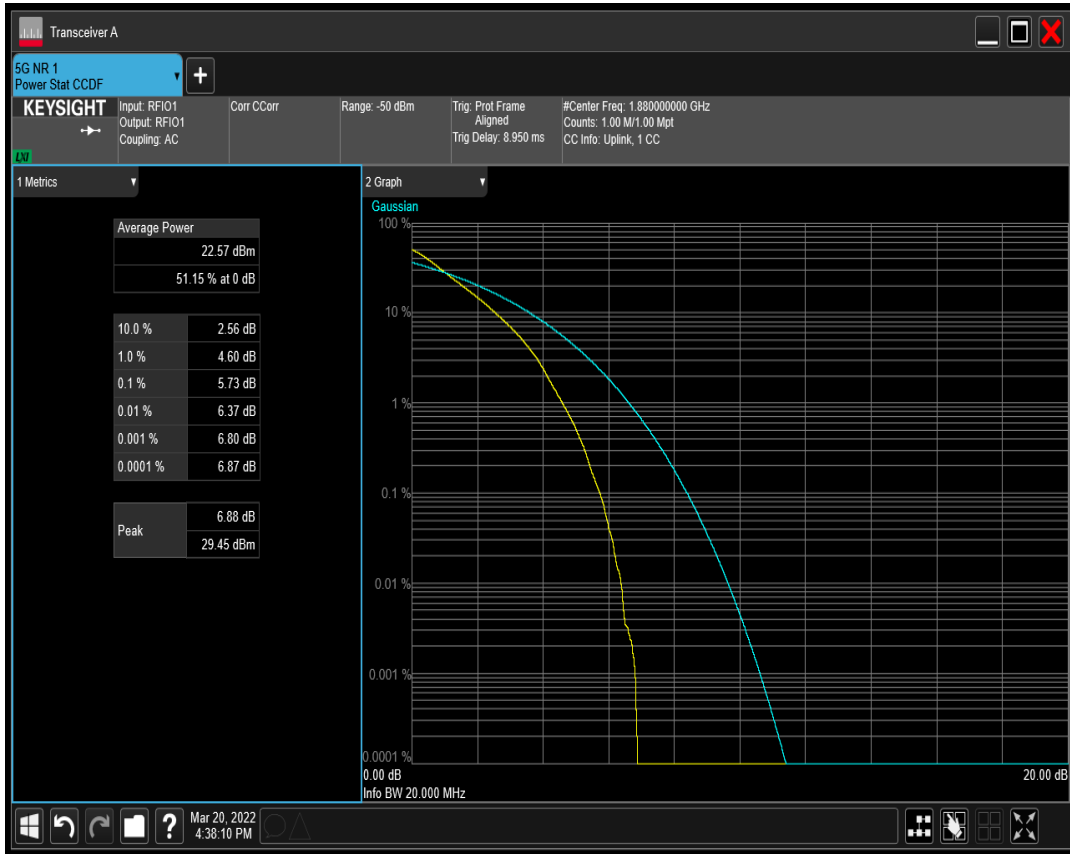 Transceiver A
5G NR 1
Power Stat CCDF
+
KEYSIGHT
LXI
Input: RFIO1
Output: RFIO1
Coupling: AC
Corr CCorr
Range: -50 dBm
Trig: Prot Frame
Aligned
Trig Delay: 8.950 ms
#Center Freq: 1.880000000 GHz
Counts: 1.00 M/1.00 Mpt
CC Info: Uplink, 1 CC
1 Metrics
Average Power
22.57 dBm
51.15 % at 0 dB
10.0 % 2.56 dB
1.0 % 4.60 dB
0.1 % 5.73 dB
0.01 % 6.37 dB
0.001 % 6.80 dB
0.0001 % 6.87 dB
Peak 6.88 dB
29.45 dBm
2 Graph
Gaussian
100 %
10 %
1 %
0.1 %
0.01 %
0.001 %
0.0001 %
0.00 dB 20.00 dB
Info BW 20.000 MHz
? Mar 20, 2022
4:38:10 PM